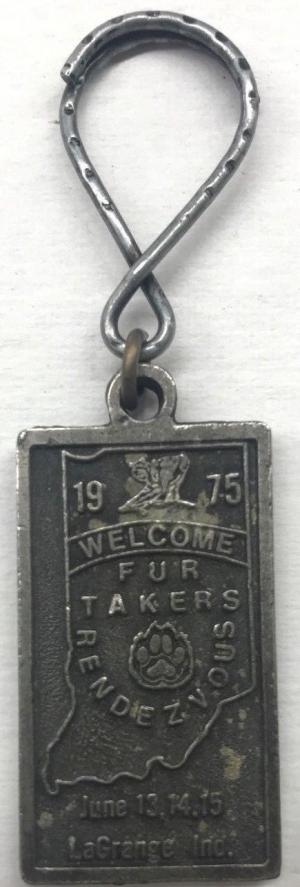 19 75
WELCOME
FUR
TAKERS
RENDEZVOUS
June 13, 14, 15
LaGrange Ind.